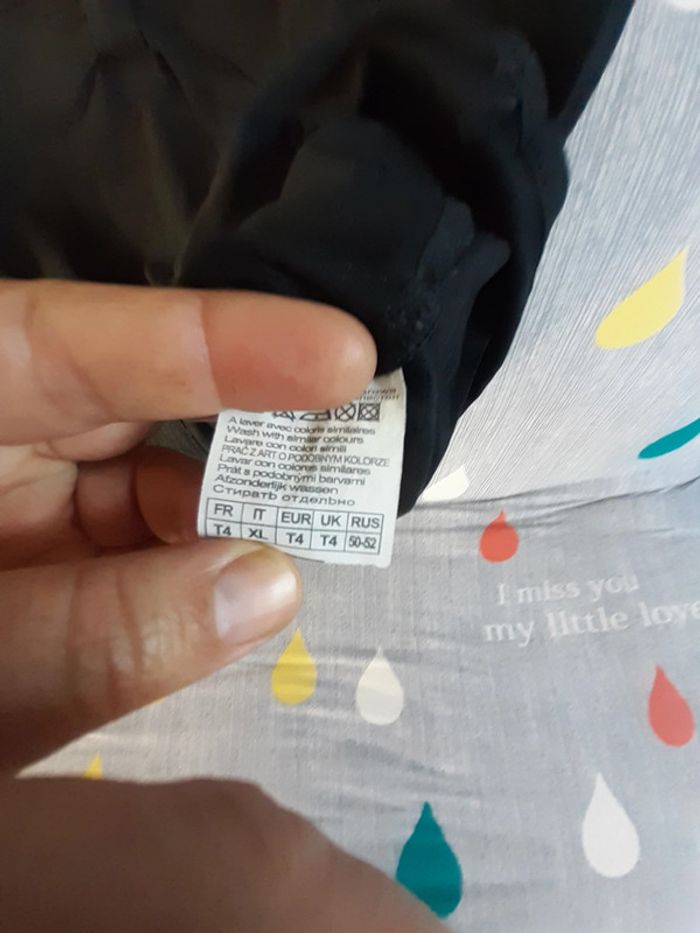 A laver avec coloris similaires
Wash with similar colours
Lavare con colori simili
PRAĆ Z ART O PODOBNYM KOLORZE
Lavar con colores similares
Prát s podobnými barvami
Afzonderlijk wassen
Стирать отдельно
FR IT EUR UK RUS
T4 XL T4 T4 50-52
I miss you
my little